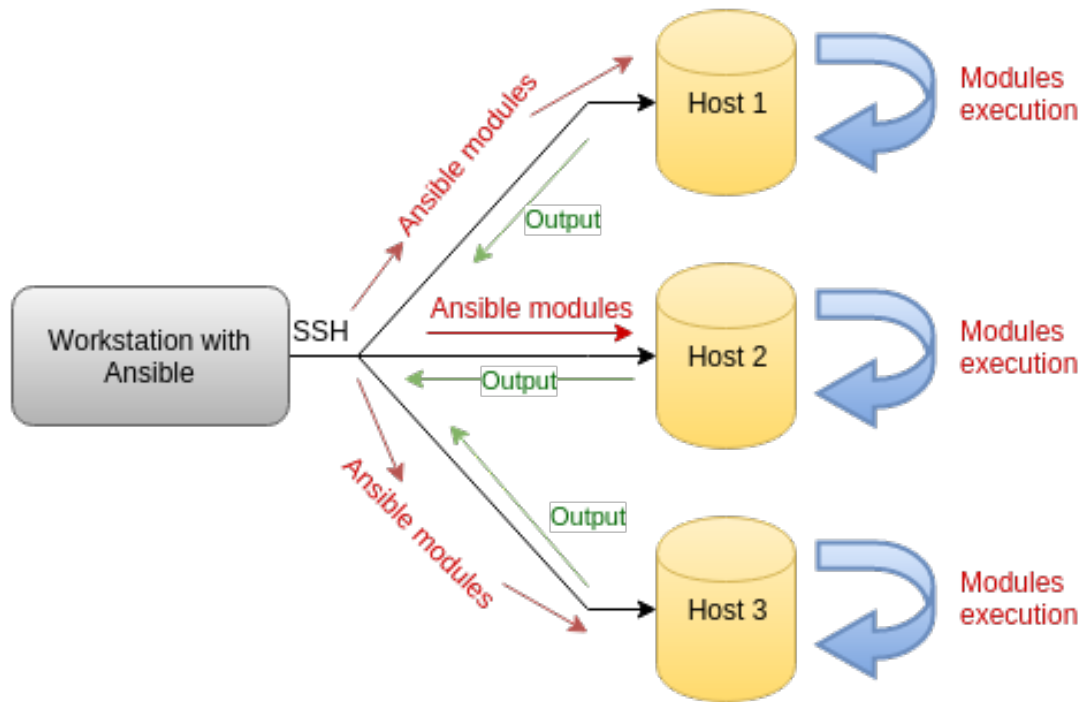 Workstation with
Ansible
SSH
Ansible modules
Output
Host 1
Modules
execution
Ansible modules
Output
Host 2
Modules
execution
Ansible modules
Output
Host 3
Modules
execution